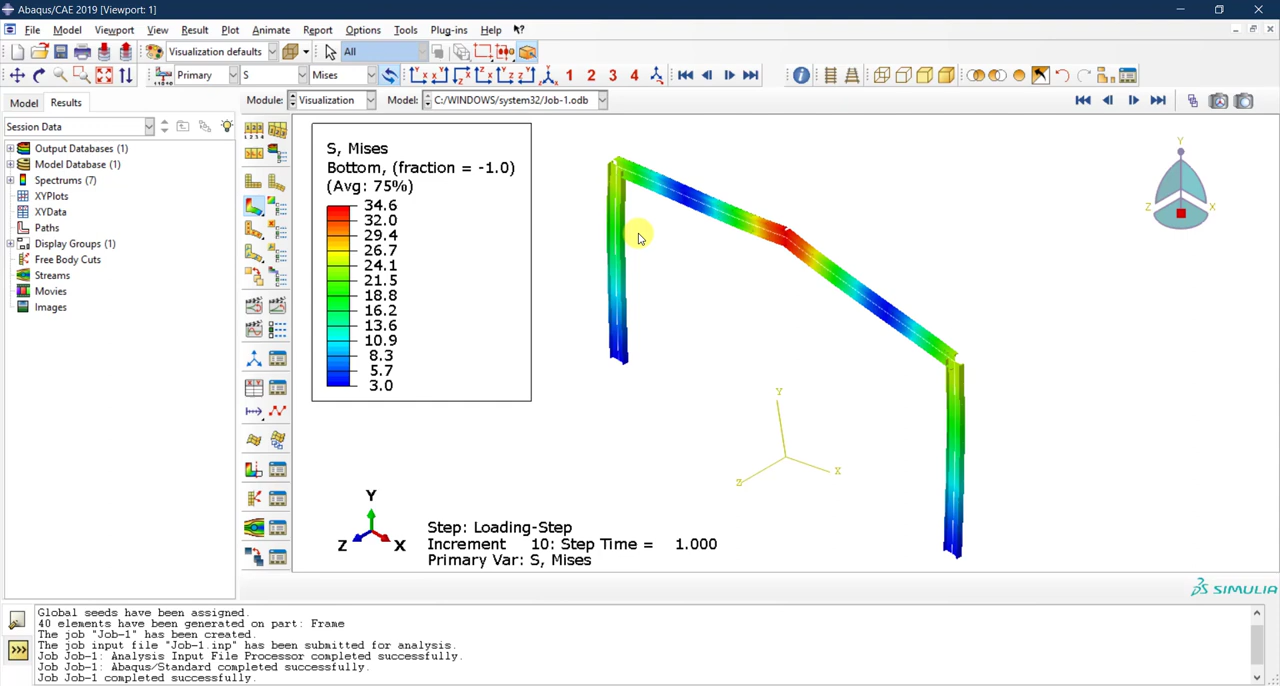 Abaqus/CAE 2019 [Viewport: 1]
File Model Viewport View Result Plot Animate Report Options Tools Plug-ins Help
Visualization defaults All
Primary S Mises 1 2 3 4
Model Results Module: Visualization Model: C:/WINDOWS/system32/Job-1.odb
Session Data
Output Databases (1)
Model Database (1)
Spectrums (7)
XYPlots
XYData
Paths
Display Groups (1)
Free Body Cuts
Streams
Movies
Images
S, Mises
Bottom, (fraction = -1.0)
(Avg: 75%)
34.6
32.0
29.4
26.7
24.1
21.5
18.8
16.2
13.6
10.9
8.3
5.7
3.0
Y
Z X
Y
X
Z
Y
Z X
Step: Loading-Step
Increment 10: Step Time = 1.000
Primary Var: S, Mises
SIMULIA
Global seeds have been assigned.
40 elements have been generated on part: Frame
The job "Job-1" has been created.
The job input file "Job-1.inp" has been submitted for analysis.
Job Job-1: Analysis Input File Processor completed successfully.
Job Job-1: Abaqus/Standard completed successfully.
Job Job-1 completed successfully.